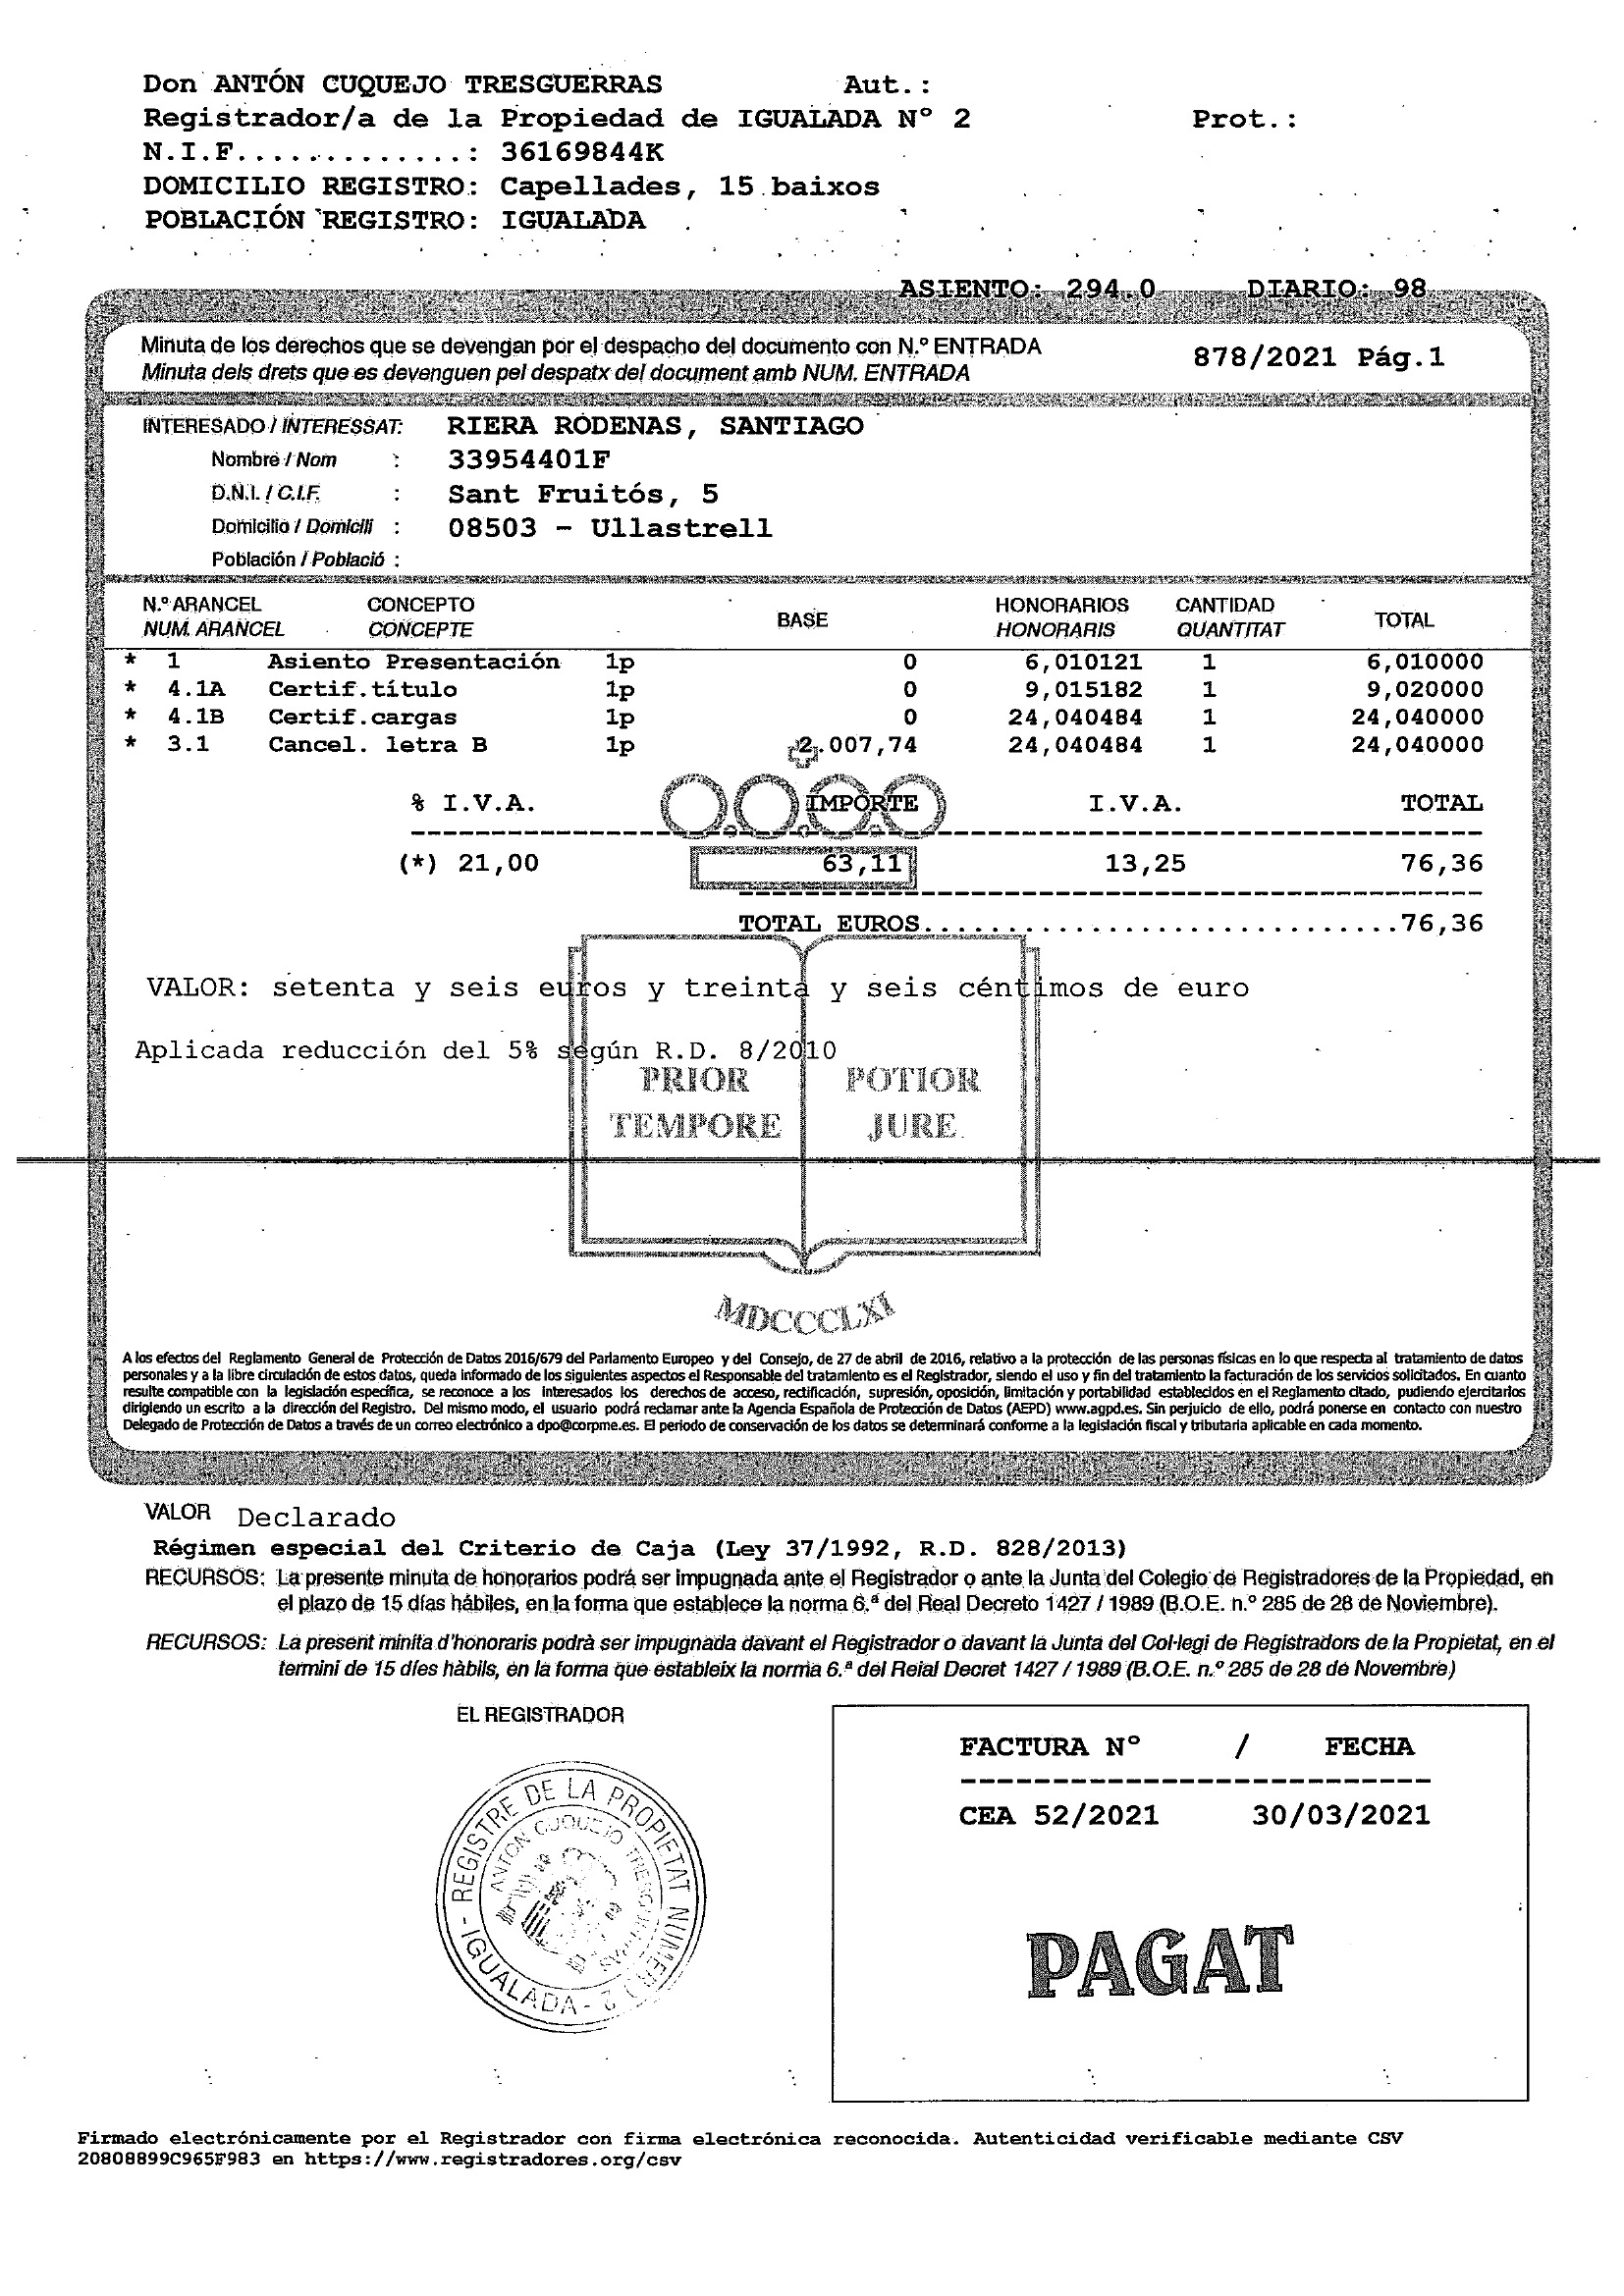 Don ANTÓN CUQUEJO TRESGUERRAS Aut.:
Registrador/a de la Propiedad de IGUALADA Nº 2 Prot.:
N.I.F.............: 36169844K
DOMICILIO REGISTRO: Capellades, 15 baixos
POBLACIÓN REGISTRO: IGUALADA
ASIENTO: 294.0 DIARIO: 98
Minuta de los derechos que se devengan por el despacho del documento con N.º ENTRADA 878/2021 Pág.1
Minuta dels drets que es devenguen pel despatx del document amb NUM. ENTRADA
INTERESADO / INTERESSAT: RIERA RODENAS, SANTIAGO
Nombre / Nom : 33954401F
D.N.I. / C.I.F. : Sant Fruitós, 5
Domicilio / Domicili : 08503 - Ullastrell
Población / Població :
N.º ARANCEL CONCEPTO BASE HONORARIOS CANTIDAD TOTAL
NUM. ARANCEL CONCEPTE HONORARIS QUANTITAT
* 1 Asiento Presentación 1p 0 6,010121 1 6,010000
* 4.1A Certif.título 1p 0 9,015182 1 9,020000
* 4.1B Certif.cargas 1p 0 24,040484 1 24,040000
* 3.1 Cancel. letra B 1p 2.007,74 24,040484 1 24,040000
% I.V.A. IMPORTE I.V.A. TOTAL
(*) 21,00 63,11 13,25 76,36
TOTAL EUROS.............................76,36
VALOR: setenta y seis euros y treinta y seis céntimos de euro
Aplicada reducción del 5% según R.D. 8/2010
PRIOR POTIOR
TEMPORE JURE
MDCCCLXI
A los efectos del Reglamento General de Protección de Datos 2016/679 del Parlamento Europeo y del Consejo, de 27 de abril de 2016, relativo a la protección de las personas físicas en lo que respecta al tratamiento de datos
personales y a la libre circulación de estos datos, queda informado de los siguientes aspectos el Responsable del tratamiento es el Registrador, siendo el uso y fin del tratamiento la facturación de los servicios solicitados. En cuanto
resulte compatible con la legislación específica, se reconoce a los interesados los derechos de acceso, rectificación, supresión, oposición, limitación y portabilidad establecidos en el Reglamento citado, pudiendo ejercitarlos
dirigiendo un escrito a la dirección del Registro. Del mismo modo, el usuario podrá reclamar ante la Agencia Española de Protección de Datos (AEPD) www.agpd.es. Sin perjuicio de ello, podrá ponerse en contacto con nuestro
Delegado de Protección de Datos a través de un correo electrónico a dpo@corpme.es. El periodo de conservación de los datos se determinará conforme a la legislación fiscal y tributaria aplicable en cada momento.
VALOR Declarado
Régimen especial del Criterio de Caja (Ley 37/1992, R.D. 828/2013)
RECURSOS: La presente minuta de honorarios podrá ser impugnada ante el Registrador o ante la Junta del Colegio de Registradores de la Propiedad, en
el plazo de 15 días hábiles, en la forma que establece la norma 6.ª del Real Decreto 1427 / 1989 (B.O.E. n.º 285 de 28 de Noviembre).
RECURSOS: La present minita d'honoraris podrà ser impugnada davant el Registrador o davant la Junta del Col·legi de Registradors de la Propietat, en el
termini de 15 dies hàbils, en la forma que estableix la norma 6.ª del Reial Decret 1427 / 1989 (B.O.E. n.º 285 de 28 de Novembre)
EL REGISTRADOR
REGISTRE DE LA PROPIETAT NUMERO 2 - IGUALADA -
ANTON CUQUEJO TRESGUERRAS
FACTURA Nº / FECHA
CEA 52/2021 30/03/2021
PAGAT
Firmado electrónicamente por el Registrador con firma electrónica reconocida. Autenticidad verificable mediante CSV
20808899C965F983 en https://www.registradores.org/csv